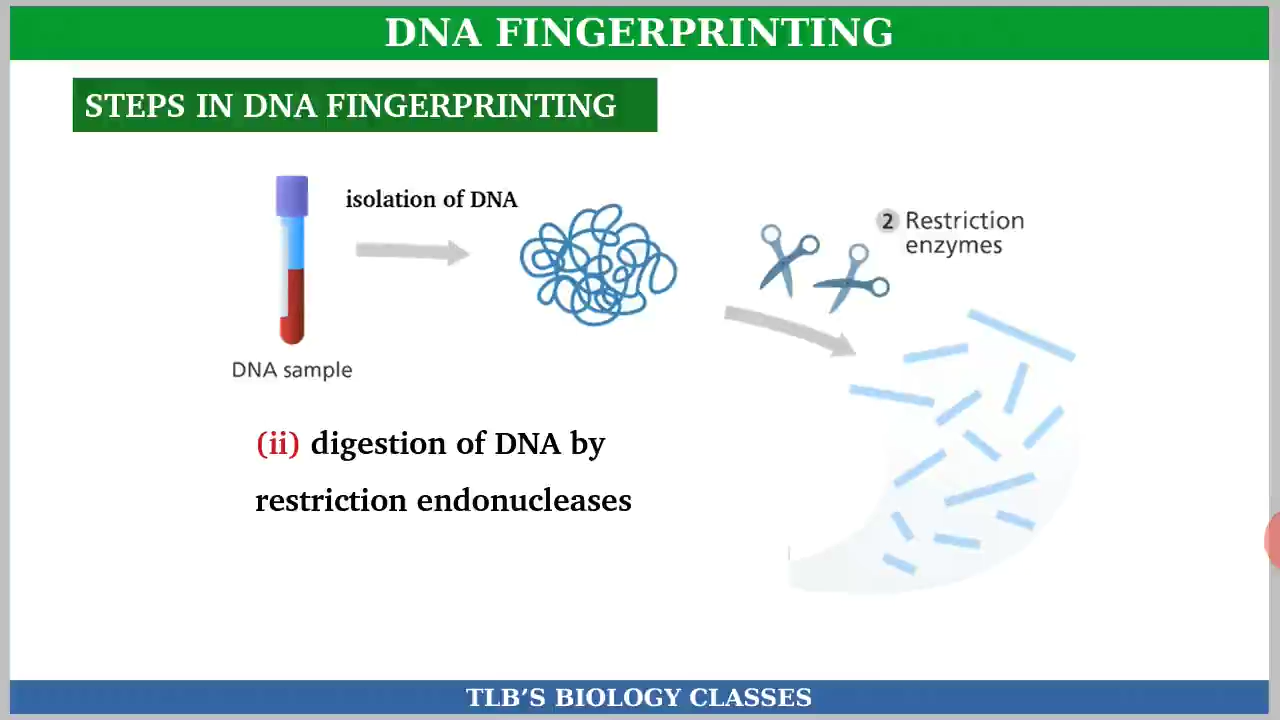 DNA FINGERPRINTING
STEPS IN DNA FINGERPRINTING
isolation of DNA
2 Restriction
enzymes
DNA sample
(ii) digestion of DNA by
restriction endonucleases
TLB’S BIOLOGY CLASSES